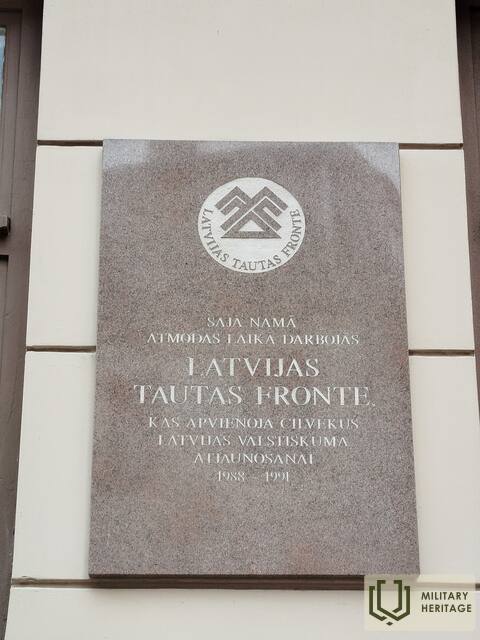 LATVIJAS TAUTAS FRONTE
ŠAJĀ NAMĀ
ATMODAS LAIKĀ DARBOJĀS
LATVIJAS
TAUTAS FRONTE,
KAS APVIENOJA CILVĒKUS
LATVIJAS VALSTISKUMA
ATJAUNOŠANAI
1988 - 1991
MILITARY
HERITAGE